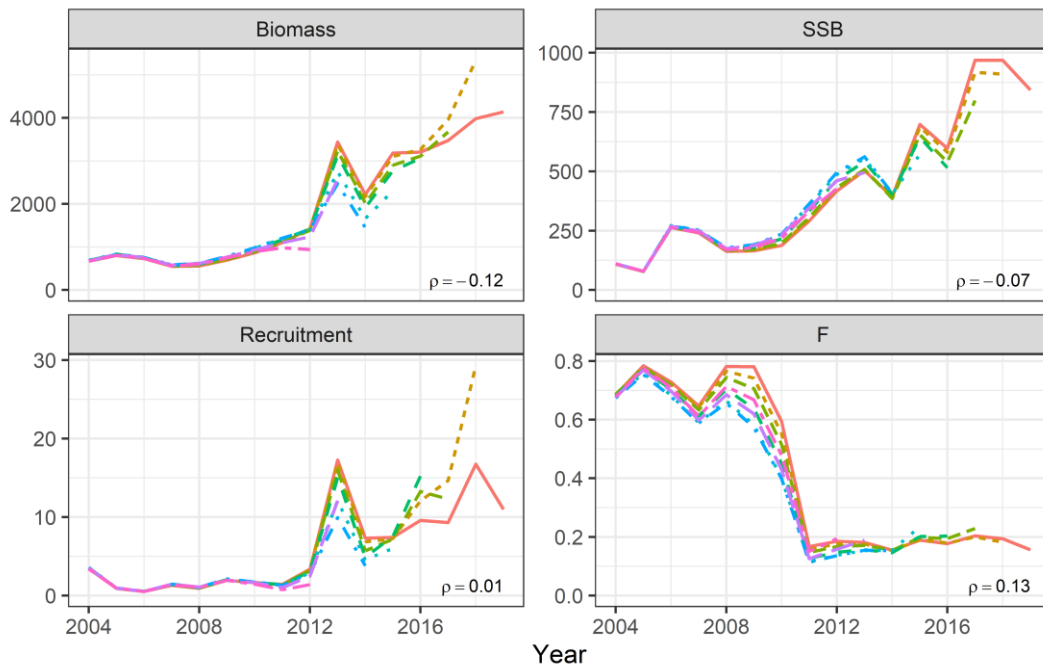 Biomass
SSB
4000
2000
0
ρ = −0.12
1000
750
500
250
0
ρ = −0.07
Recruitment
F
30
20
10
0
ρ = 0.01
0.8
0.6
0.4
0.2
0.0
ρ = 0.13
2004 2008 2012 2016
2004 2008 2012 2016
Year